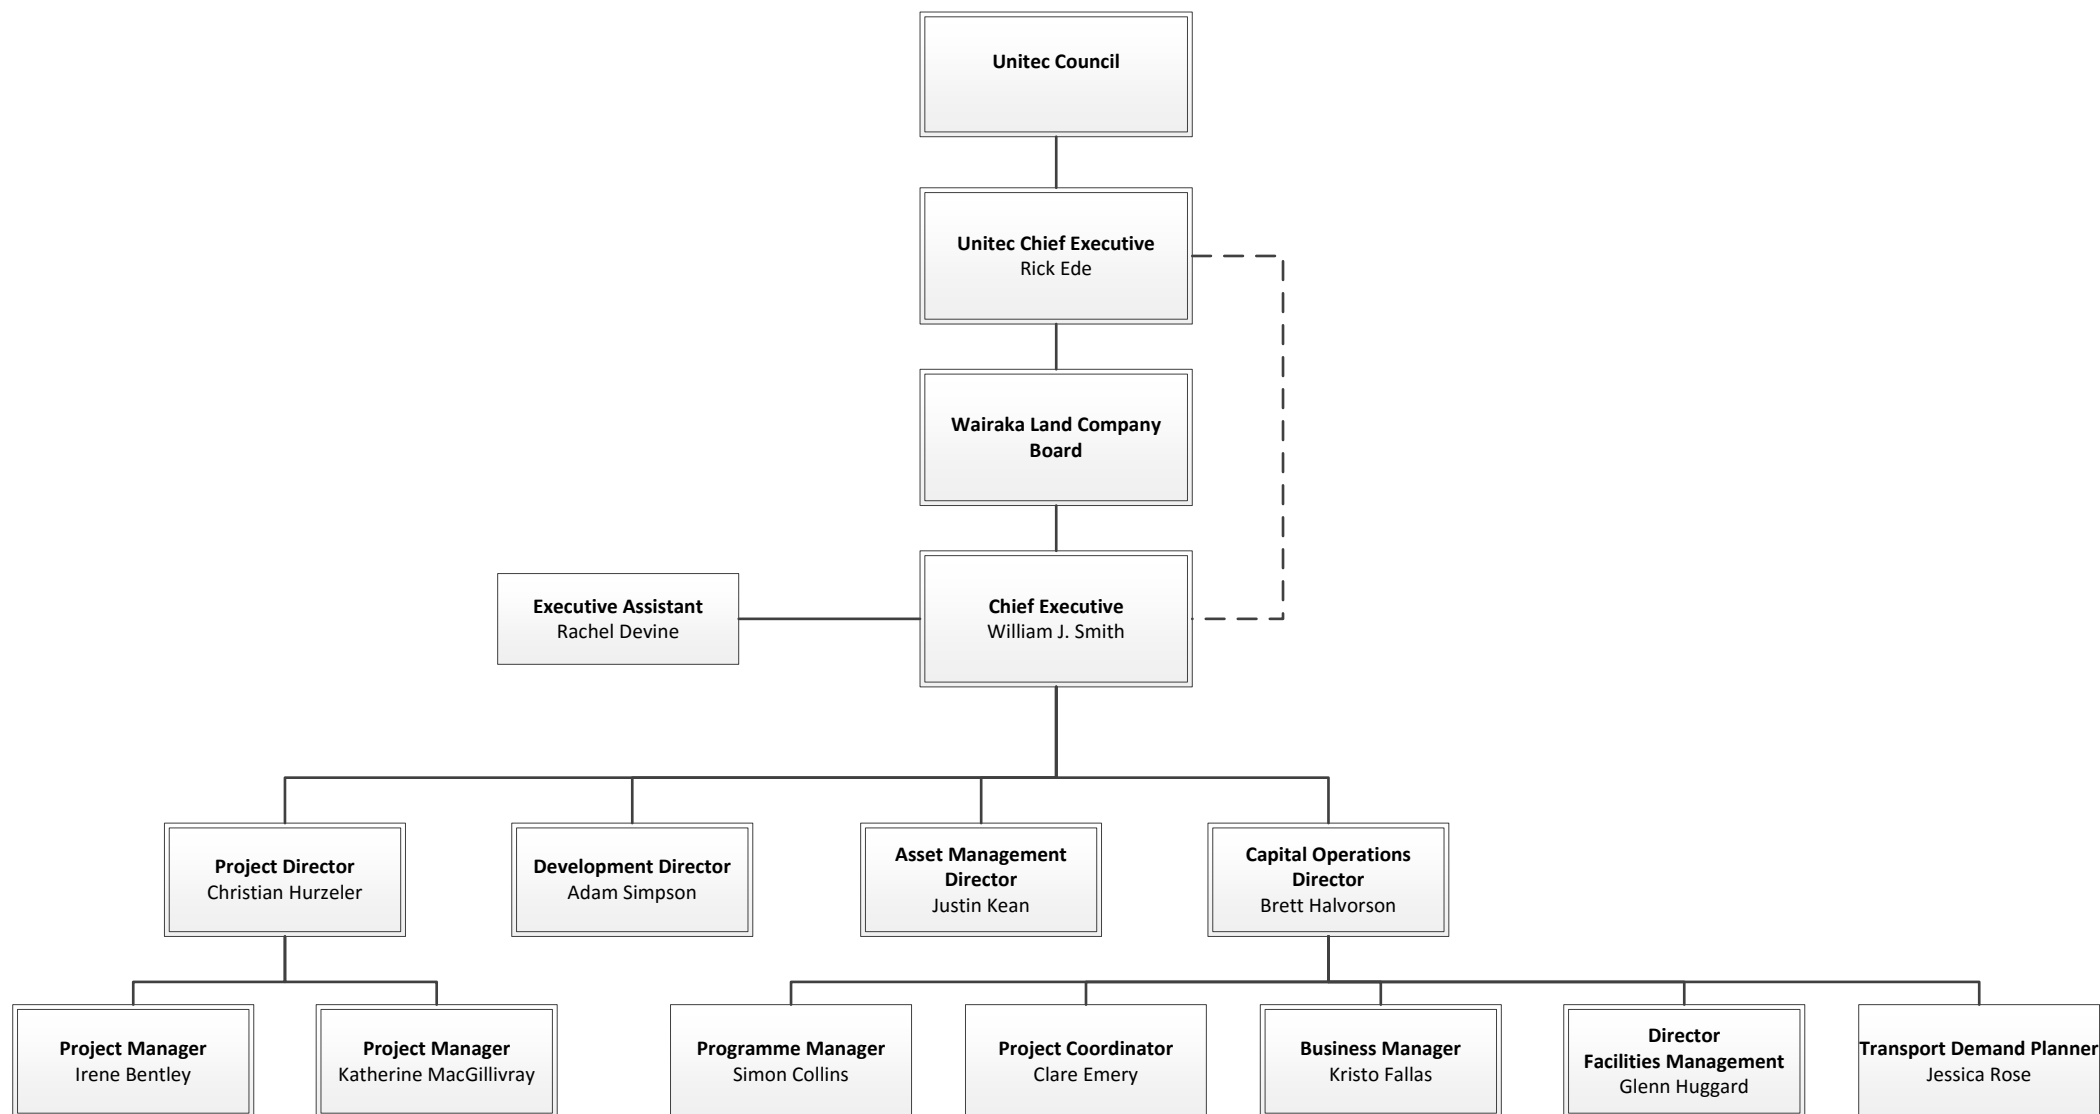 Unitec Council
Unitec Chief Executive
Rick Ede
Wairaka Land Company
Board
Executive Assistant
Rachel Devine
Chief Executive
William J. Smith
Project Director
Christian Hurzeler
Development Director
Adam Simpson
Asset Management
Director
Justin Kean
Capital Operations
Director
Brett Halvorson
Project Manager
Irene Bentley
Project Manager
Katherine MacGillivray
Programme Manager
Simon Collins
Project Coordinator
Clare Emery
Business Manager
Kristo Fallas
Director
Facilities Management
Glenn Huggard
Transport Demand Planner
Jessica Rose